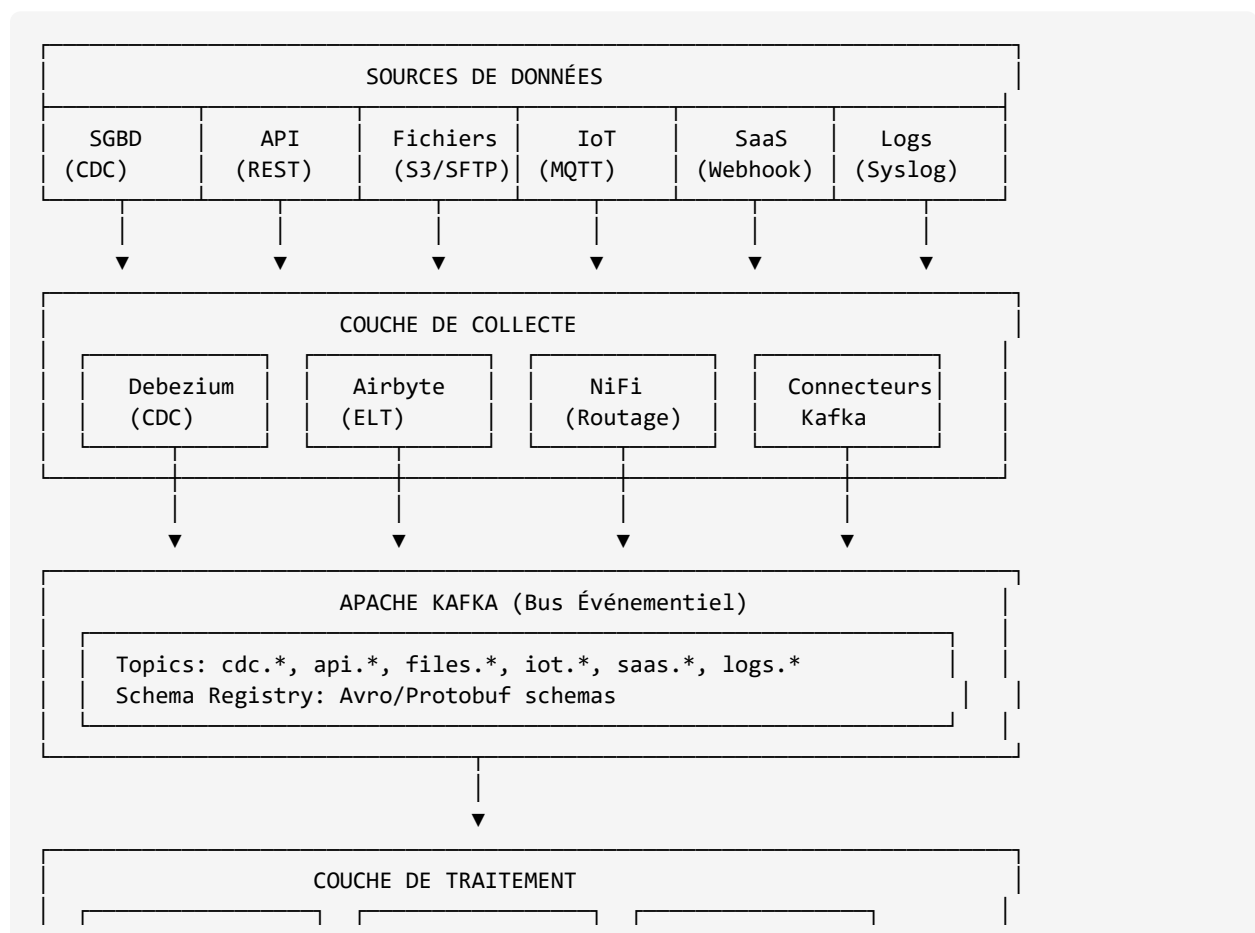 SOURCES DE DONNÉES
SGBD API Fichiers IoT SaaS Logs
(CDC) (REST) (S3/SFTP) (MQTT) (Webhook) (Syslog)
COUCHE DE COLLECTE
Debezium Airbyte NiFi Connecteurs
(CDC) (ELT) (Routage) Kafka
APACHE KAFKA (Bus Événementiel)
Topics: cdc.*, api.*, files.*, iot.*, saas.*, logs.*
Schema Registry: Avro/Protobuf schemas
COUCHE DE TRAITEMENT